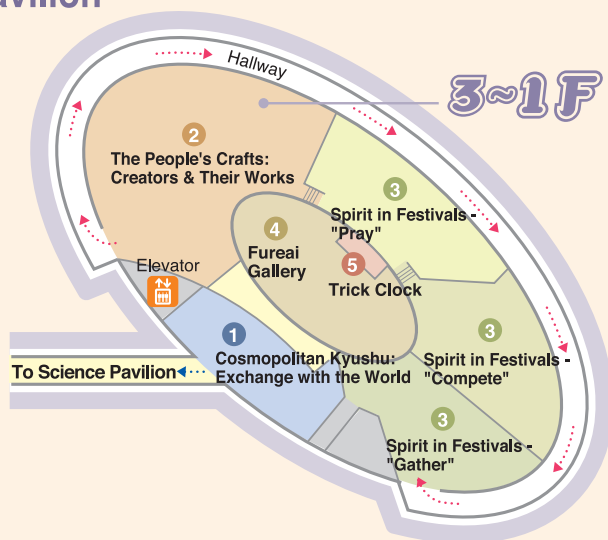 Hallway
3~1F
2
The People's Crafts:
Creators & Their Works
3
Spirit in Festivals -
"Pray"
4
Fureai
Gallery
5
Trick Clock
Elevator
1
Cosmopolitan Kyushu:
Exchange with the World
3
Spirit in Festivals -
"Compete"
To Science Pavilion
3
Spirit in Festivals -
"Gather"